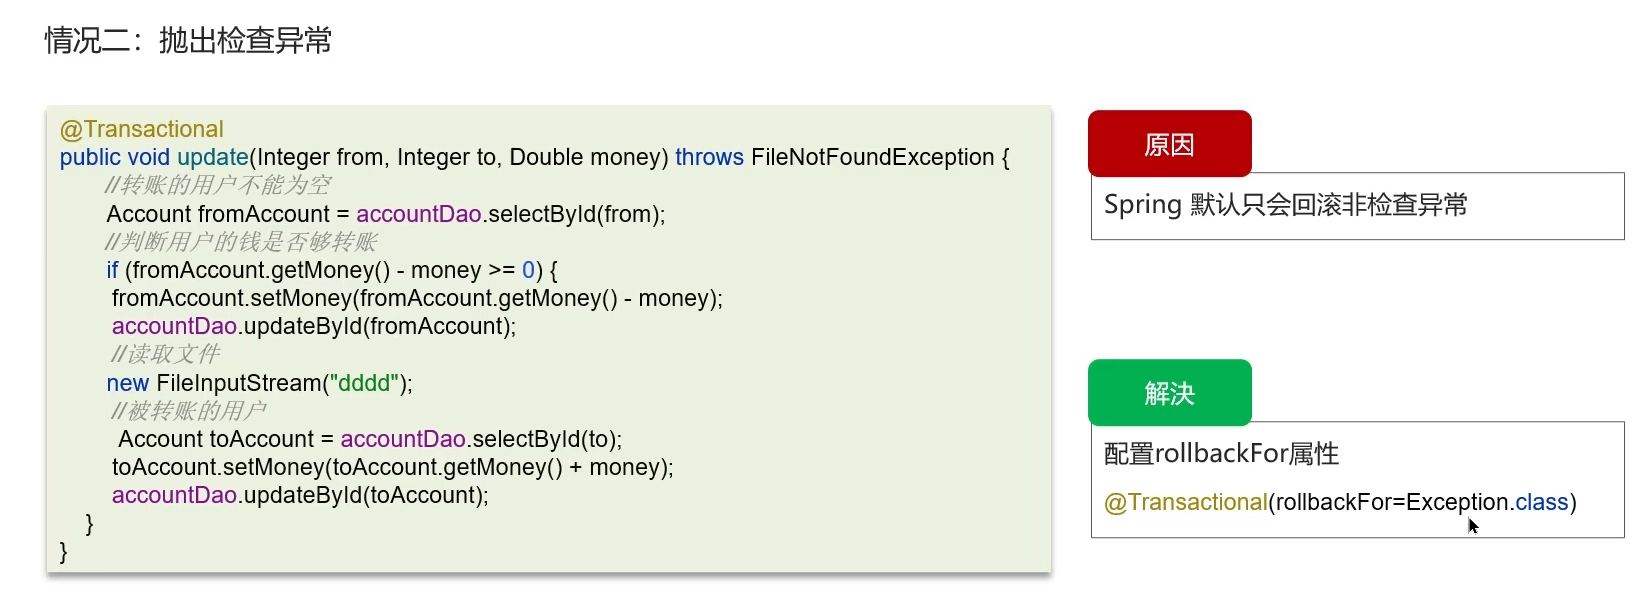 情况二：抛出检查异常
@Transactional
public void update(Integer from, Integer to, Double money) throws FileNotFoundException {
//转账的用户不能为空
Account fromAccount = accountDao.selectById(from);
//判断用户的钱是否够转账
if (fromAccount.getMoney() - money >= 0) {
fromAccount.setMoney(fromAccount.getMoney() - money);
accountDao.updateById(fromAccount);
//读取文件
new FileInputStream("dddd");
//被转账的用户
Account toAccount = accountDao.selectById(to);
toAccount.setMoney(toAccount.getMoney() + money);
accountDao.updateById(toAccount);
}
}
原因
Spring 默认只会回滚非检查异常
解决
配置rollbackFor属性
@Transactional(rollbackFor=Exception.class)